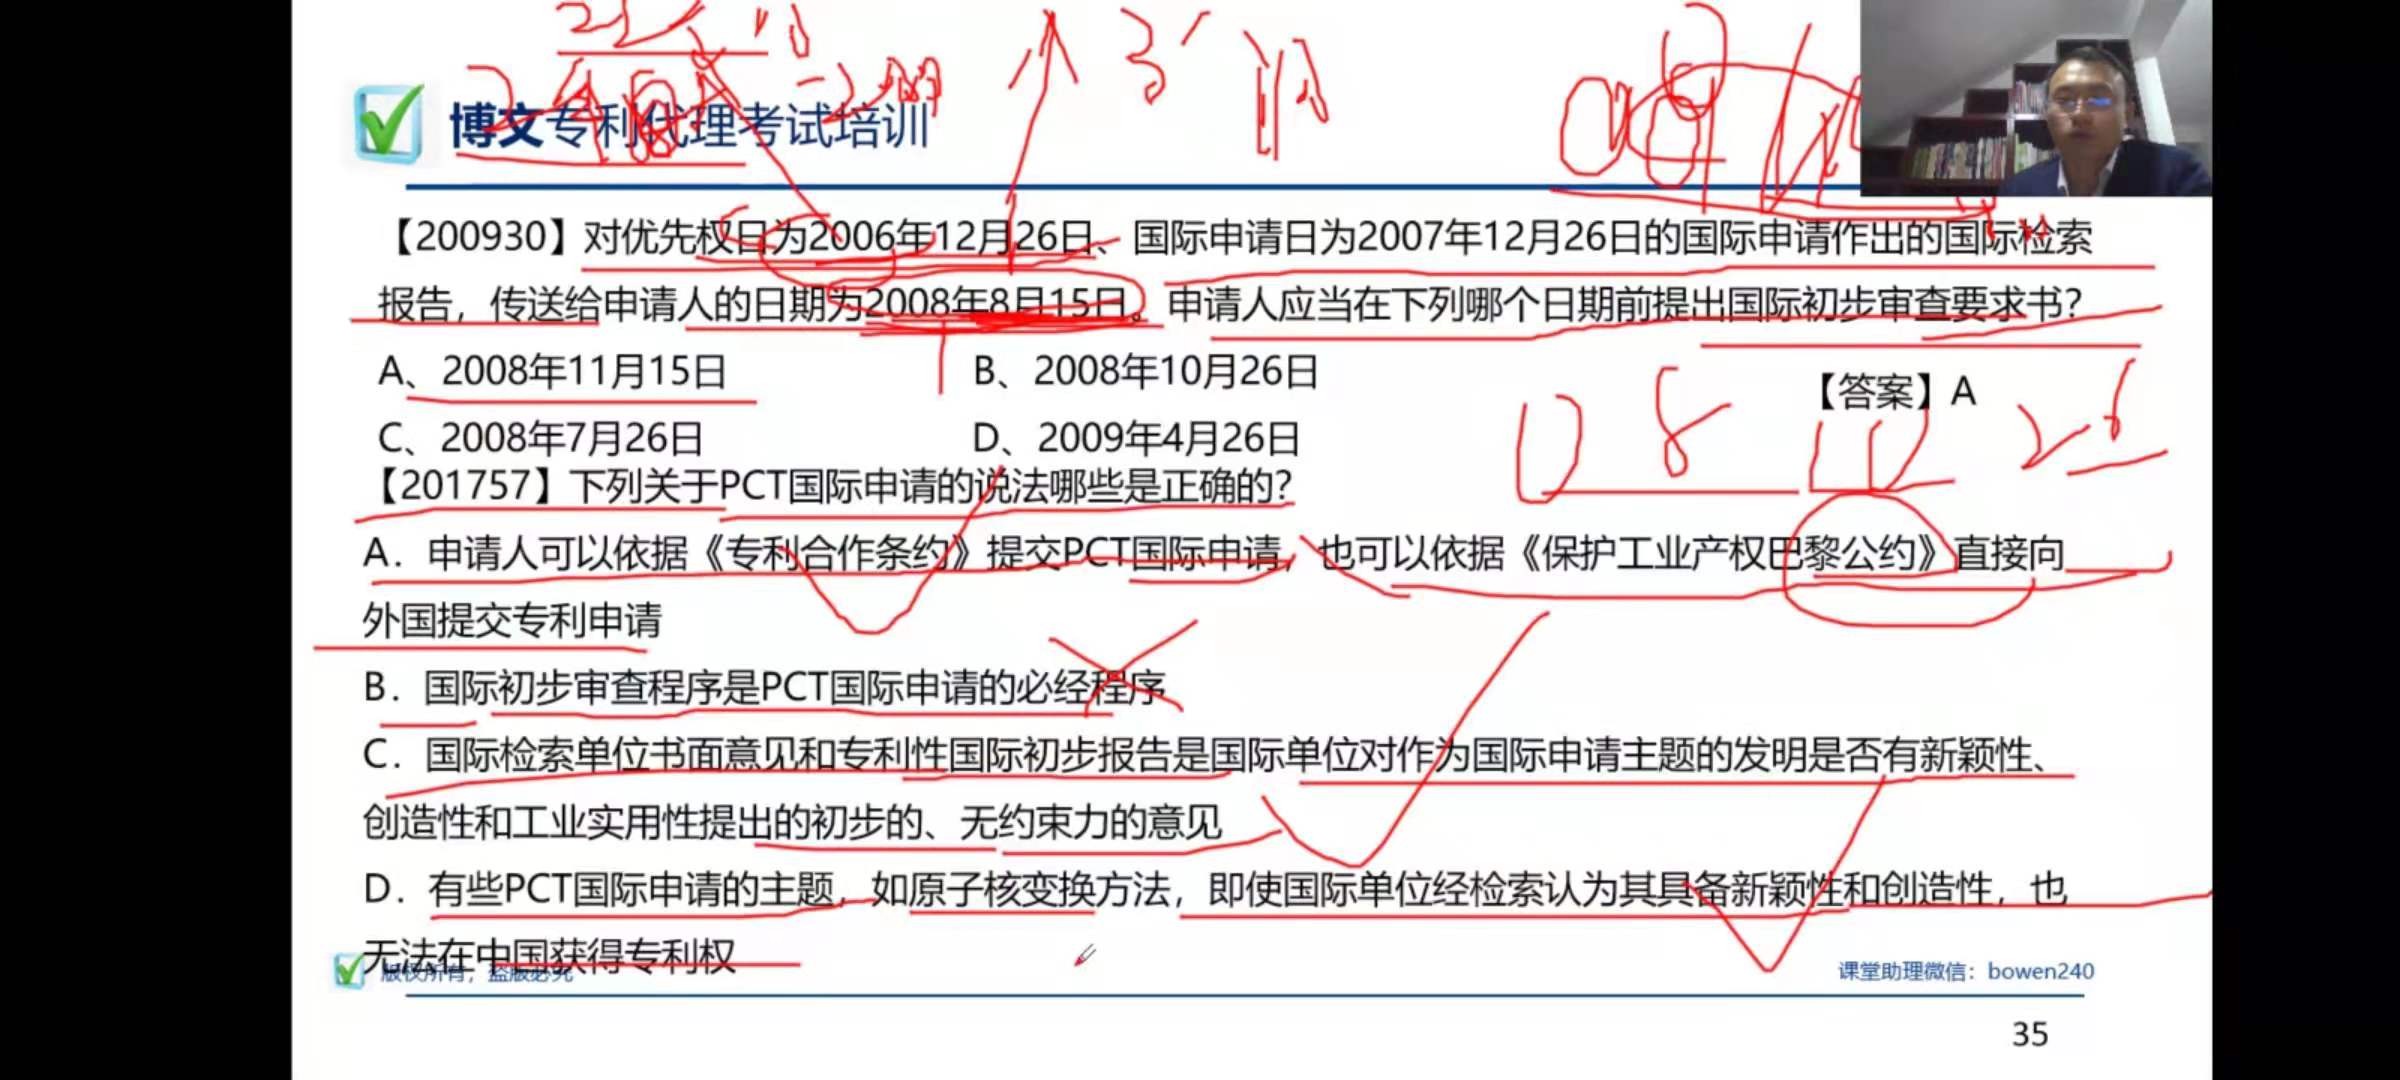 博文专利代理考试培训
【200930】对优先权日为2006年12月26日、国际申请日为2007年12月26日的国际申请作出的国际检索
报告，传送给申请人的日期为2008年8月15日。申请人应当在下列哪个日期前提出国际初步审查要求书？
A、2008年11月15日 B、2008年10月26日
【答案】A
C、2008年7月26日 D、2009年4月26日
08 10 26
【201757】下列关于PCT国际申请的说法哪些是正确的？
A．申请人可以依据《专利合作条约》提交PCT国际申请，也可以依据《保护工业产权巴黎公约》直接向
外国提交专利申请
B．国际初步审查程序是PCT国际申请的必经程序
C．国际检索单位书面意见和专利性国际初步报告是国际单位对作为国际申请主题的发明是否有新颖性、
创造性和工业实用性提出的初步的、无约束力的意见
D．有些PCT国际申请的主题，如原子核变换方法，即使国际单位经检索认为其具备新颖性和创造性，也
无法在中国获得专利权
版权所有，盗版必究
课堂助理微信：bowen240
35